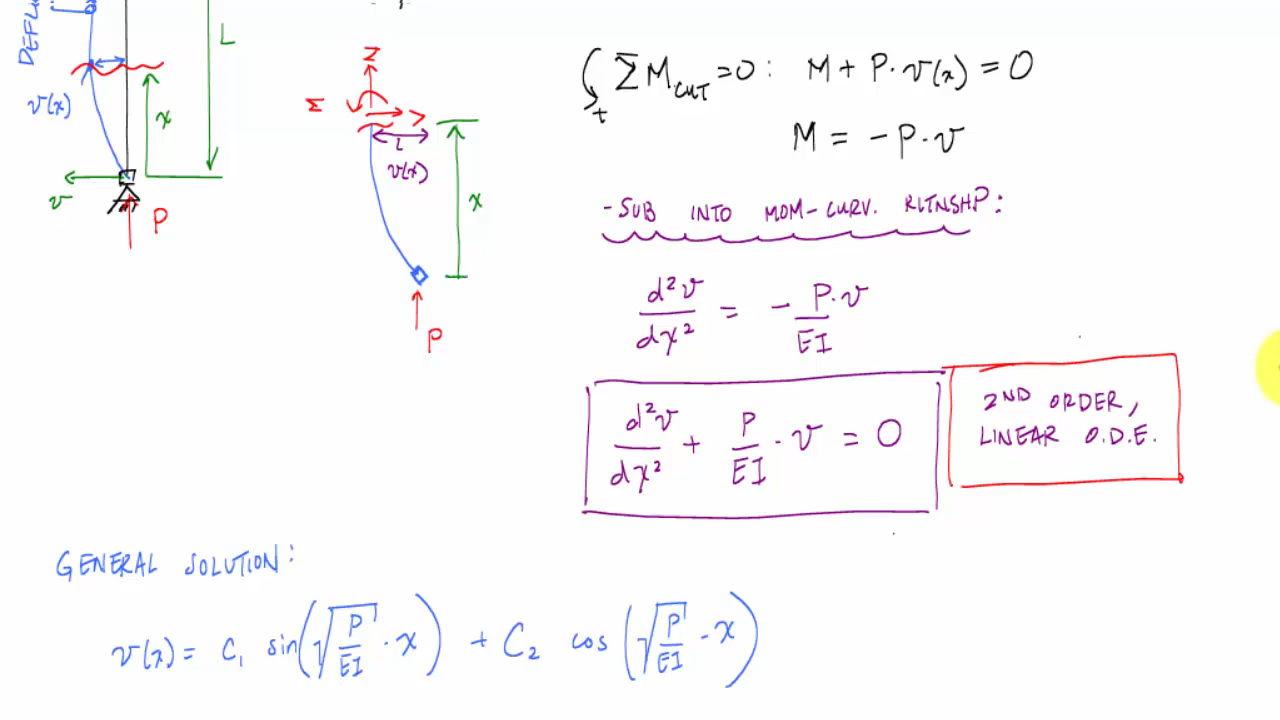 DEFL
L
v(x)
x
v
P
N
M
V
v(x)
x
P
+ ΣM_CUT = 0: M + P·v(x) = 0
M = -P·v
-SUB INTO MOM-CURV. RLTNSHP:
d²v/dx² = -P·v/EI
d²v/dx² + P/EI · v = 0
2ND ORDER,
LINEAR O.D.E.
GENERAL SOLUTION:
v(x) = C₁ sin(√(P/EI) · x) + C₂ cos(√(P/EI) · x)